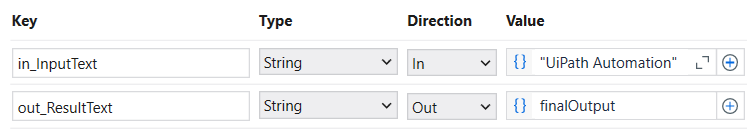 Key Type Direction Value
in_InputText String In {} "UiPath Automation"
out_ResultText String Out {} finalOutput